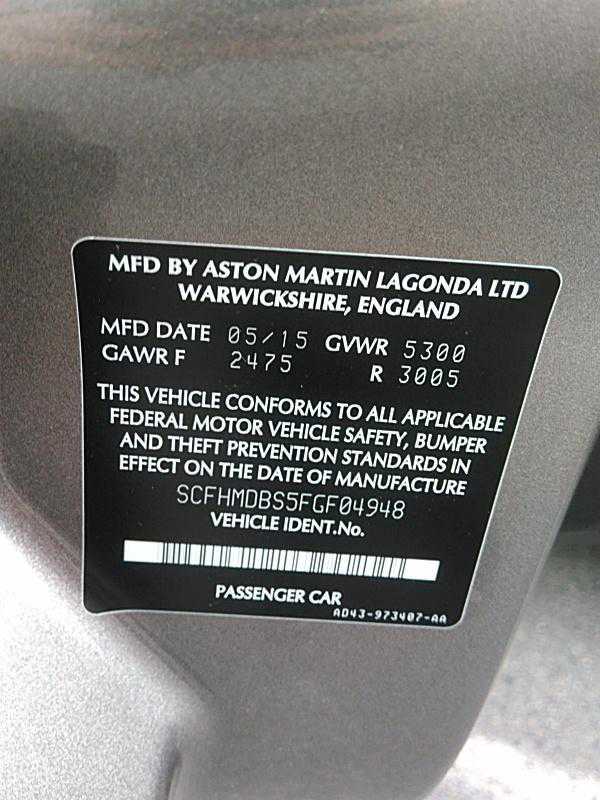 MFD BY ASTON MARTIN LAGONDA LTD
WARWICKSHIRE, ENGLAND
MFD DATE 05/15 GVWR 5300
GAWR F 2475 R 3005
THIS VEHICLE CONFORMS TO ALL APPLICABLE
FEDERAL MOTOR VEHICLE SAFETY, BUMPER
AND THEFT PREVENTION STANDARDS IN
EFFECT ON THE DATE OF MANUFACTURE
SCFHMDBS5FGF04948
VEHICLE IDENT.No.
PASSENGER CAR
AD43-973407-AA